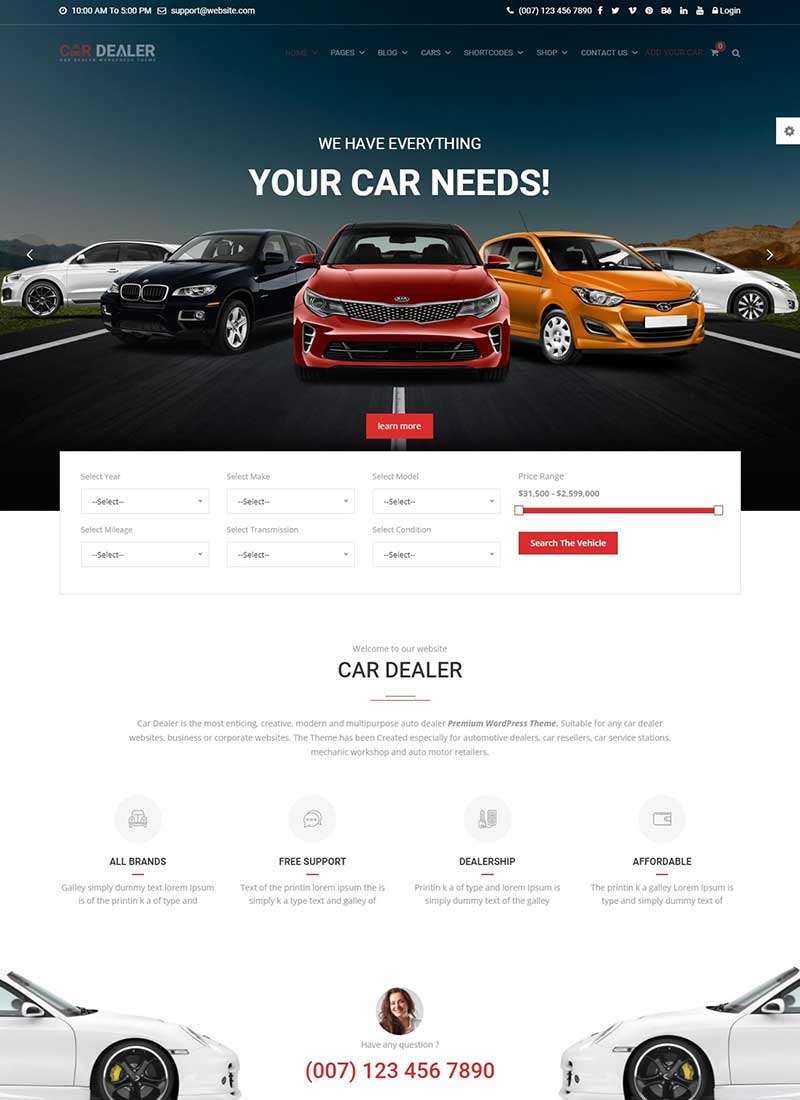 10:00 AM To 5:00 PM support@website.com (007) 123 456 7890 Login
CAR DEALER
CAR DEALER WORDPRESS THEME
HOME PAGES BLOG CARS SHORTCODES SHOP CONTACT US ADD YOUR CAR 0
WE HAVE EVERYTHING
YOUR CAR NEEDS!
learn more
Select Year Select Make Select Model Price Range
--Select-- --Select-- --Select-- $31,500 - $2,599,000
Select Mileage Select Transmission Select Condition
--Select-- --Select-- --Select-- Search The Vehicle
Welcome to our website
CAR DEALER
Car Dealer is the most enticing, creative, modern and multipurpose auto dealer Premium WordPress Theme. Suitable for any car dealer
websites, business or corporate websites. The Theme has been Created especially for automotive dealers, car resellers, car service stations,
mechanic workshop and auto motor retailers.
ALL BRANDS FREE SUPPORT DEALERSHIP AFFORDABLE
Galley simply dummy text lorem Ipsum Text of the printin lorem ipsum the is Printin k a of type and lorem Ipsum is The printin k a galley Lorem Ipsum is
is of the printin k a of type and simply k a type text and galley of simply dummy text of the galley type and simply dummy text of
Have any question ?
(007) 123 456 7890